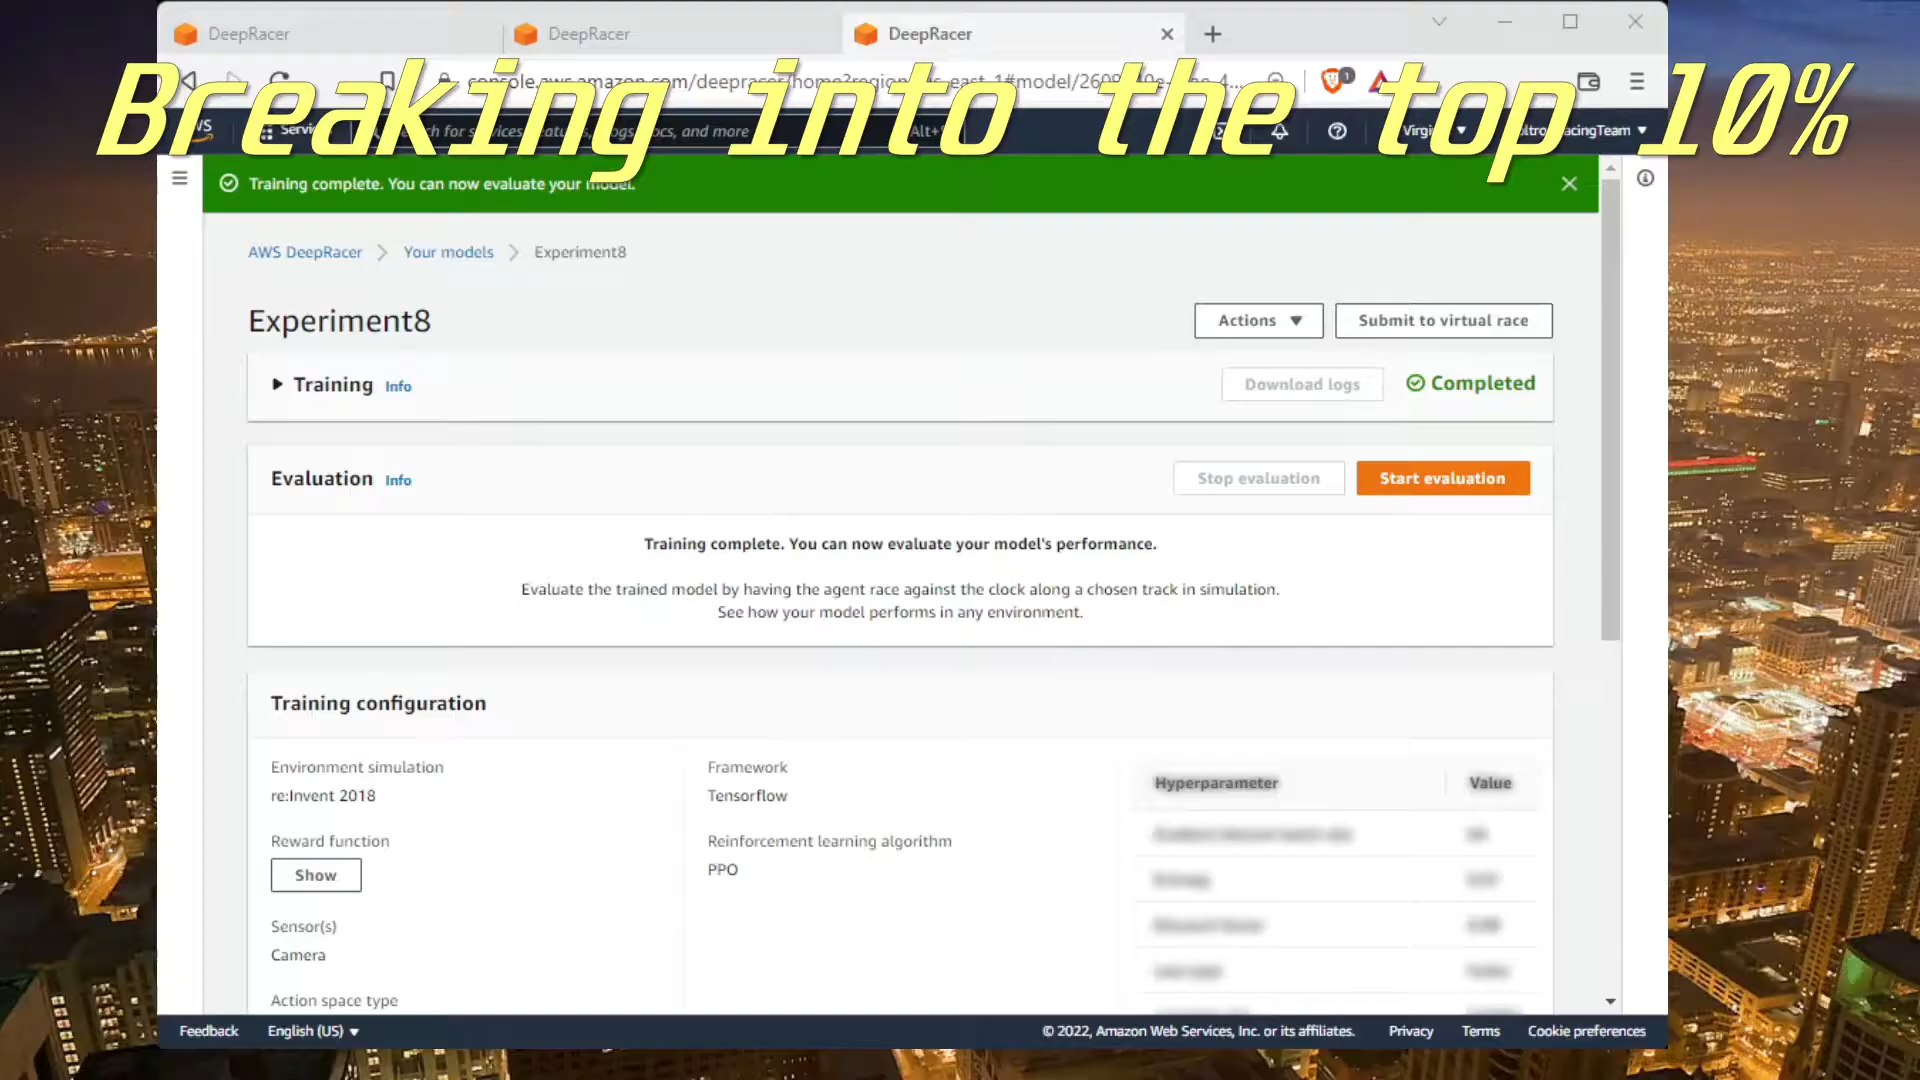 DeepRacer
DeepRacer
DeepRacer
Breaking into the top 10%
Training complete. You can now evaluate your model.
AWS DeepRacer
Your models
Experiment8
Experiment8
Actions
Submit to virtual race
Training Info
Download logs
Completed
Evaluation Info
Stop evaluation
Start evaluation
Training complete. You can now evaluate your model's performance.
Evaluate the trained model by having the agent race against the clock along a chosen track in simulation.
See how your model performs in any environment.
Training configuration
Environment simulation
re:Invent 2018
Reward function
Show
Sensor(s)
Camera
Action space type
Framework
Tensorflow
Reinforcement learning algorithm
PPO
Hyperparameter
Value
Feedback
English (US)
© 2022, Amazon Web Services, Inc. or its affiliates.
Privacy
Terms
Cookie preferences